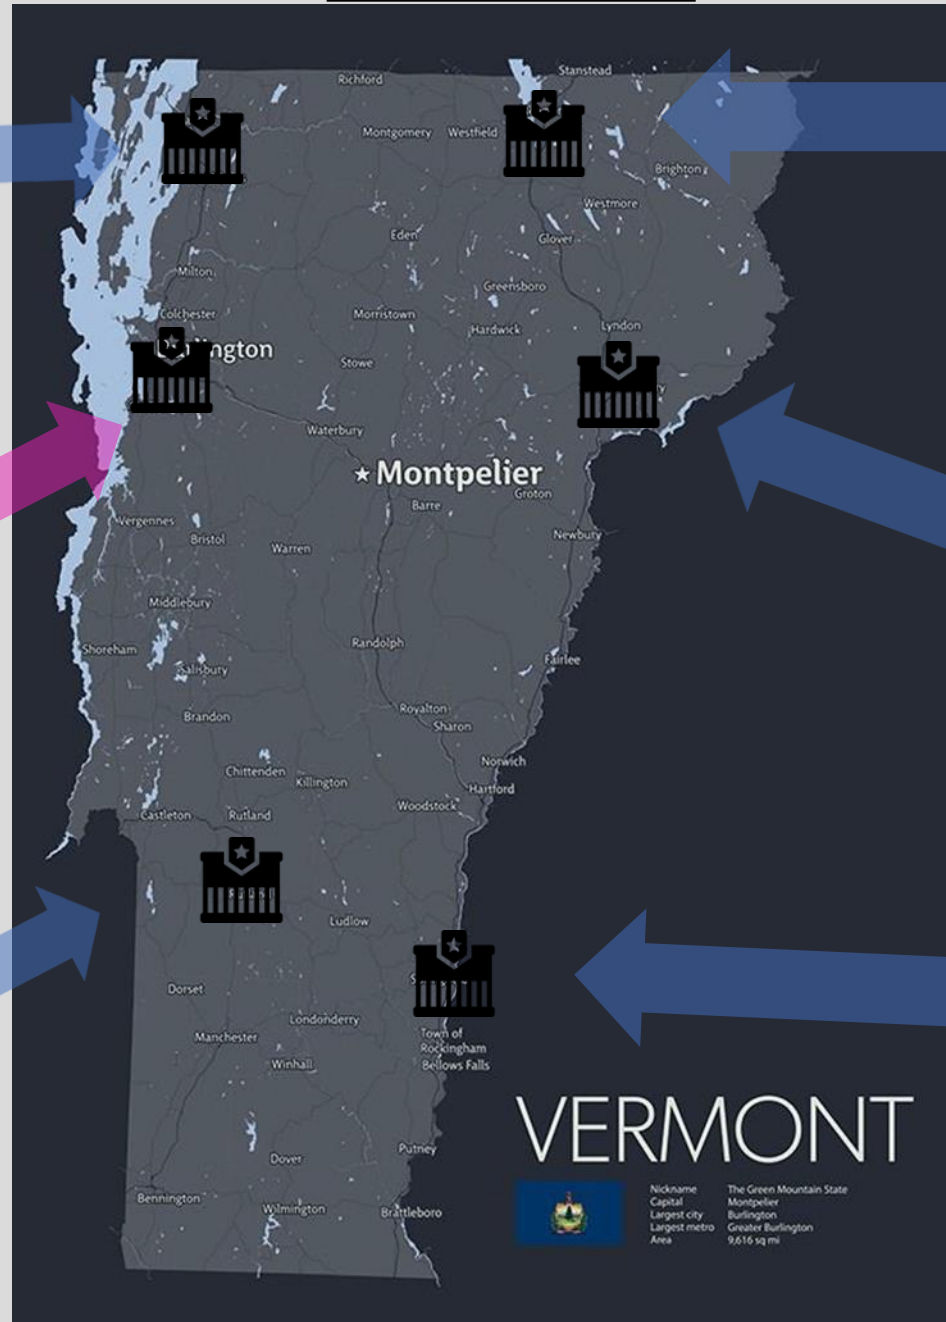 Richford
Stanstead
Montgomery
Westfield
Brighton
Westmore
Eden
Glover
Milton
Greensboro
Colchester
Morristown
Hardwick
Lyndon
Stowe
Waterbury
Montpelier
Groton
Barre
Vergennes
Bristol
Warren
Newbury
Middlebury
Randolph
Shoreham
Salisbury
Fairlee
Brandon
Royalton
Sharon
Norwich
Chittenden
Killington
Hartford
Woodstock
Castleton
Rutland
Ludlow
Dorset
Londonderry
Manchester
Town of
Rockingham
Winhall
Bellows Falls
Putney
Dover
Bennington
Wilmington
Brattleboro
VERMONT
Nickname The Green Mountain State
Capital Montpelier
Largest city Burlington
Largest metro Greater Burlington
Area 9,616 sq mi